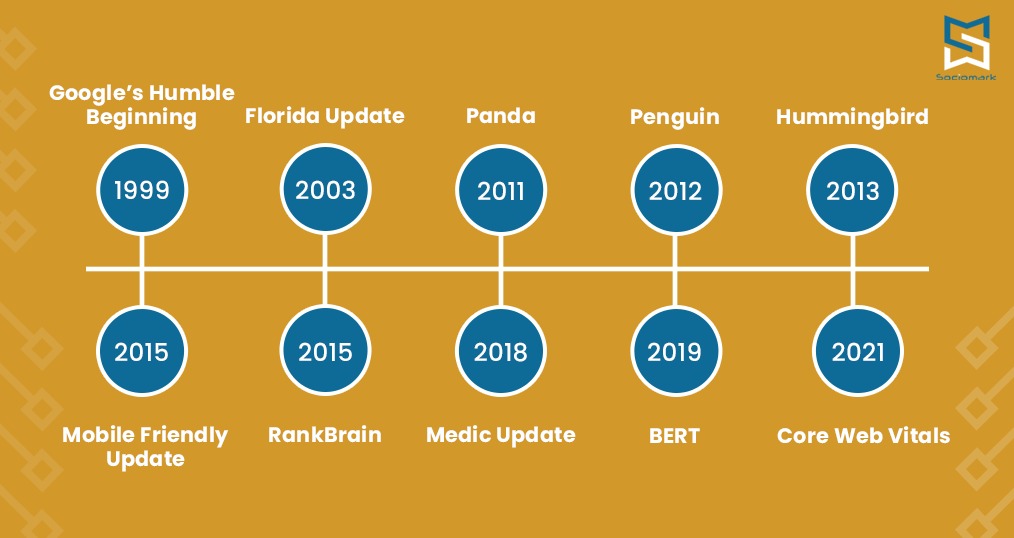 Sociomark
Google's Humble
Beginning
Florida Update
Panda
Penguin
Hummingbird
1999
2003
2011
2012
2013
2015
2015
2018
2019
2021
Mobile Friendly
Update
RankBrain
Medic Update
BERT
Core Web Vitals